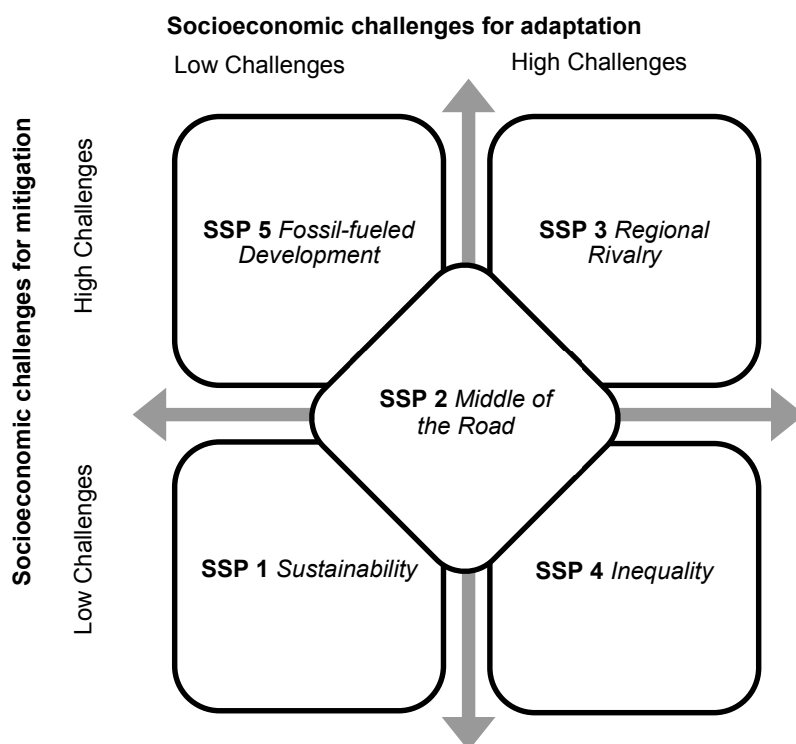 Socioeconomic challenges for adaptation
Low Challenges
High Challenges
Socioeconomic challenges for mitigation
High Challenges
Low Challenges
SSP 5 Fossil-fueled
Development
SSP 3 Regional
Rivalry
SSP 2 Middle of
the Road
SSP 1 Sustainability
SSP 4 Inequality